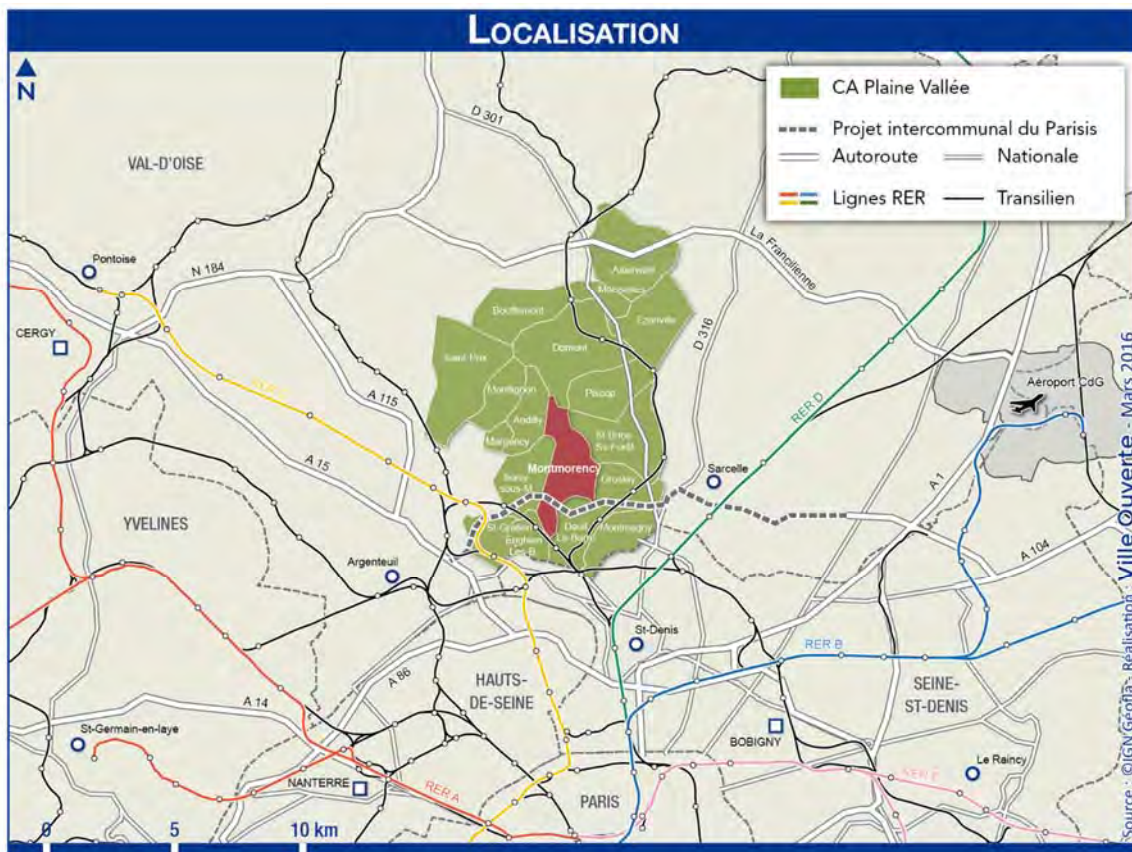 LOCALISATION
N
CA Plaine Vallée
Projet intercommunal du Parisis
Autoroute
Nationale
Lignes RER
Transilien
D 301
VAL-D'OISE
La Francilienne
Pontoise
N 184
CERGY
D 316
A 115
A 15
RER D
Aéroport CdG
Attainville
Moisselles
Ezanville
Bouffémont
Domont
Saint-Prix
Montlignon
Piscop
Andilly
Margency
St-Brice-
Ss-Forêt
Montmorency
Soisy-
sous-M
Groslay
Sarcelle
A 1
YVELINES
St-Gratien
Enghien
Les-B
Deuil
La-Barre
Montmagny
A 104
Argenteuil
St-Denis
RER B
HAUTS-
DE-SEINE
A 86
A 14
SEINE-
ST-DENIS
St-Germain-en-laye
BOBIGNY
Le Raincy
NANTERRE
RER A
PARIS
RER E
0
5
10 km
Source : ©IGN Géofla - Réalisation : Ville Ouverte - Mars 2016